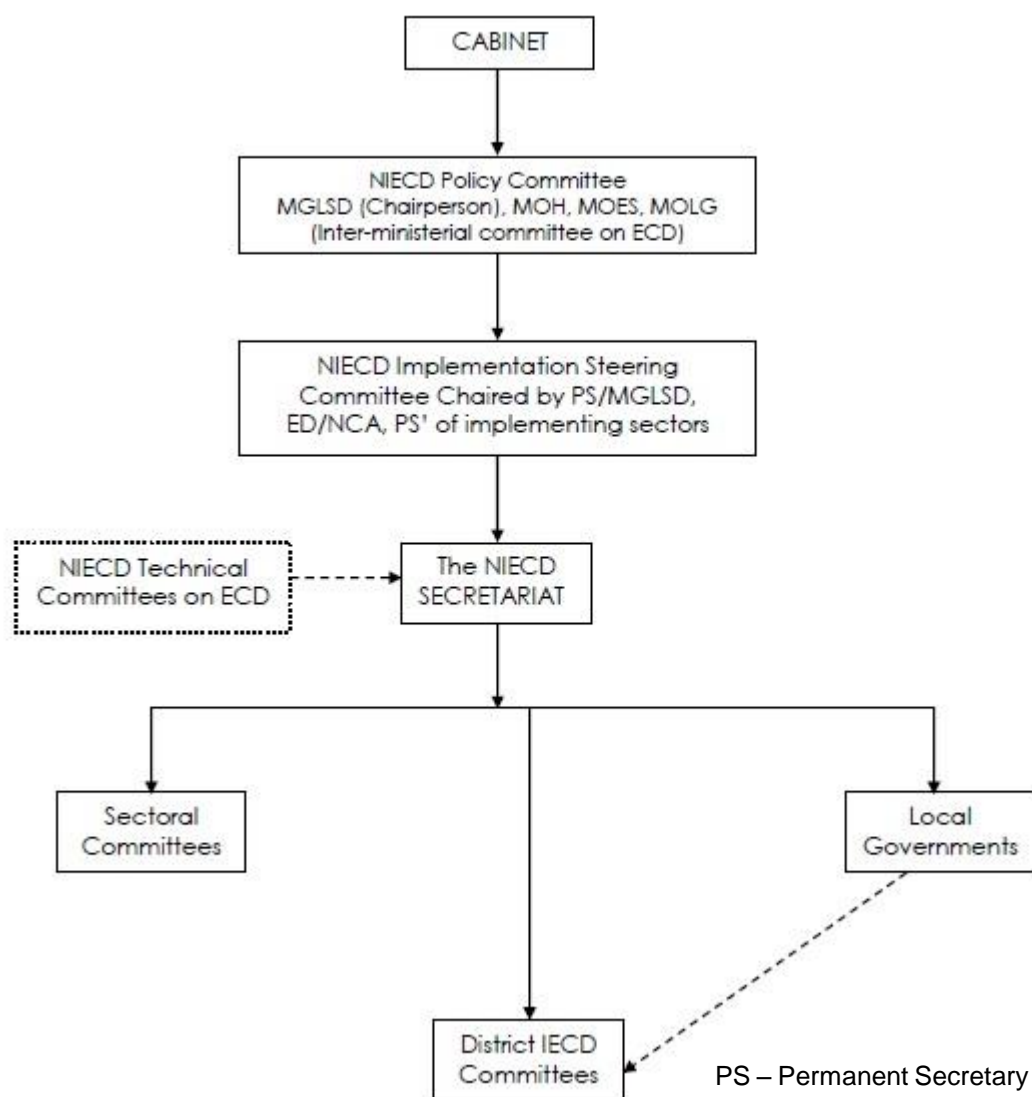 CABINET
NIECD Policy Committee
MGLSD (Chairperson), MOH, MOES, MOLG
(Inter-ministerial committee on ECD)
NIECD Implementation Steering
Committee Chaired by PS/MGLSD,
ED/NCA, PS' of implementing sectors
NIECD Technical
Committees on ECD
The NIECD
SECRETARIAT
Sectoral
Committees
Local
Governments
District IECD
Committees
PS – Permanent Secretary